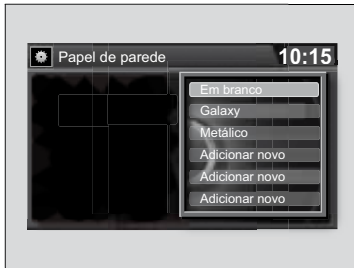 Papel de parede
10:15
Em branco
Galaxy
Metálico
Adicionar novo
Adicionar novo
Adicionar novo